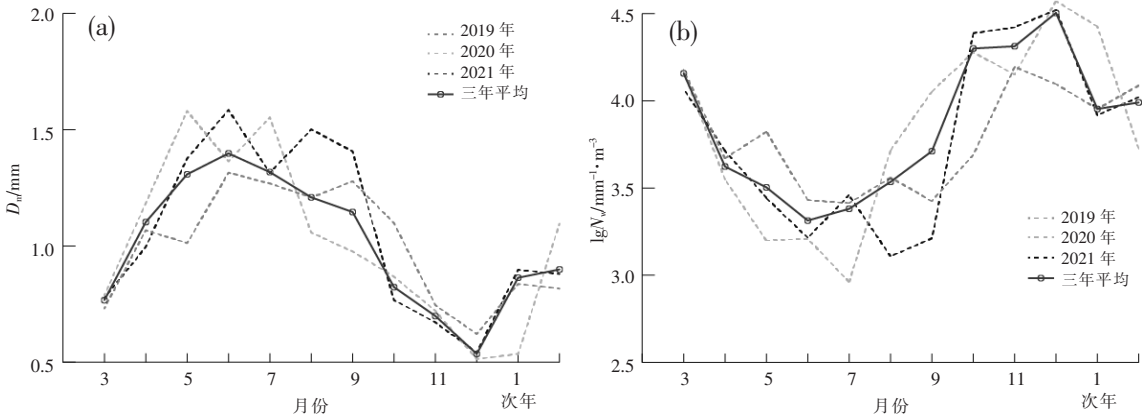 (a)
2019 年
2020 年
2021 年
三年平均
2.0
1.5
1.0
0.5
Dₘ/mm
3
5
7
9
11
1
月份
次年
(b)
4.5
4.0
3.5
3.0
2.5
lgNw/mm⁻¹·m⁻³
2019 年
2020 年
2021 年
三年平均
3
5
7
9
11
1
月份
次年